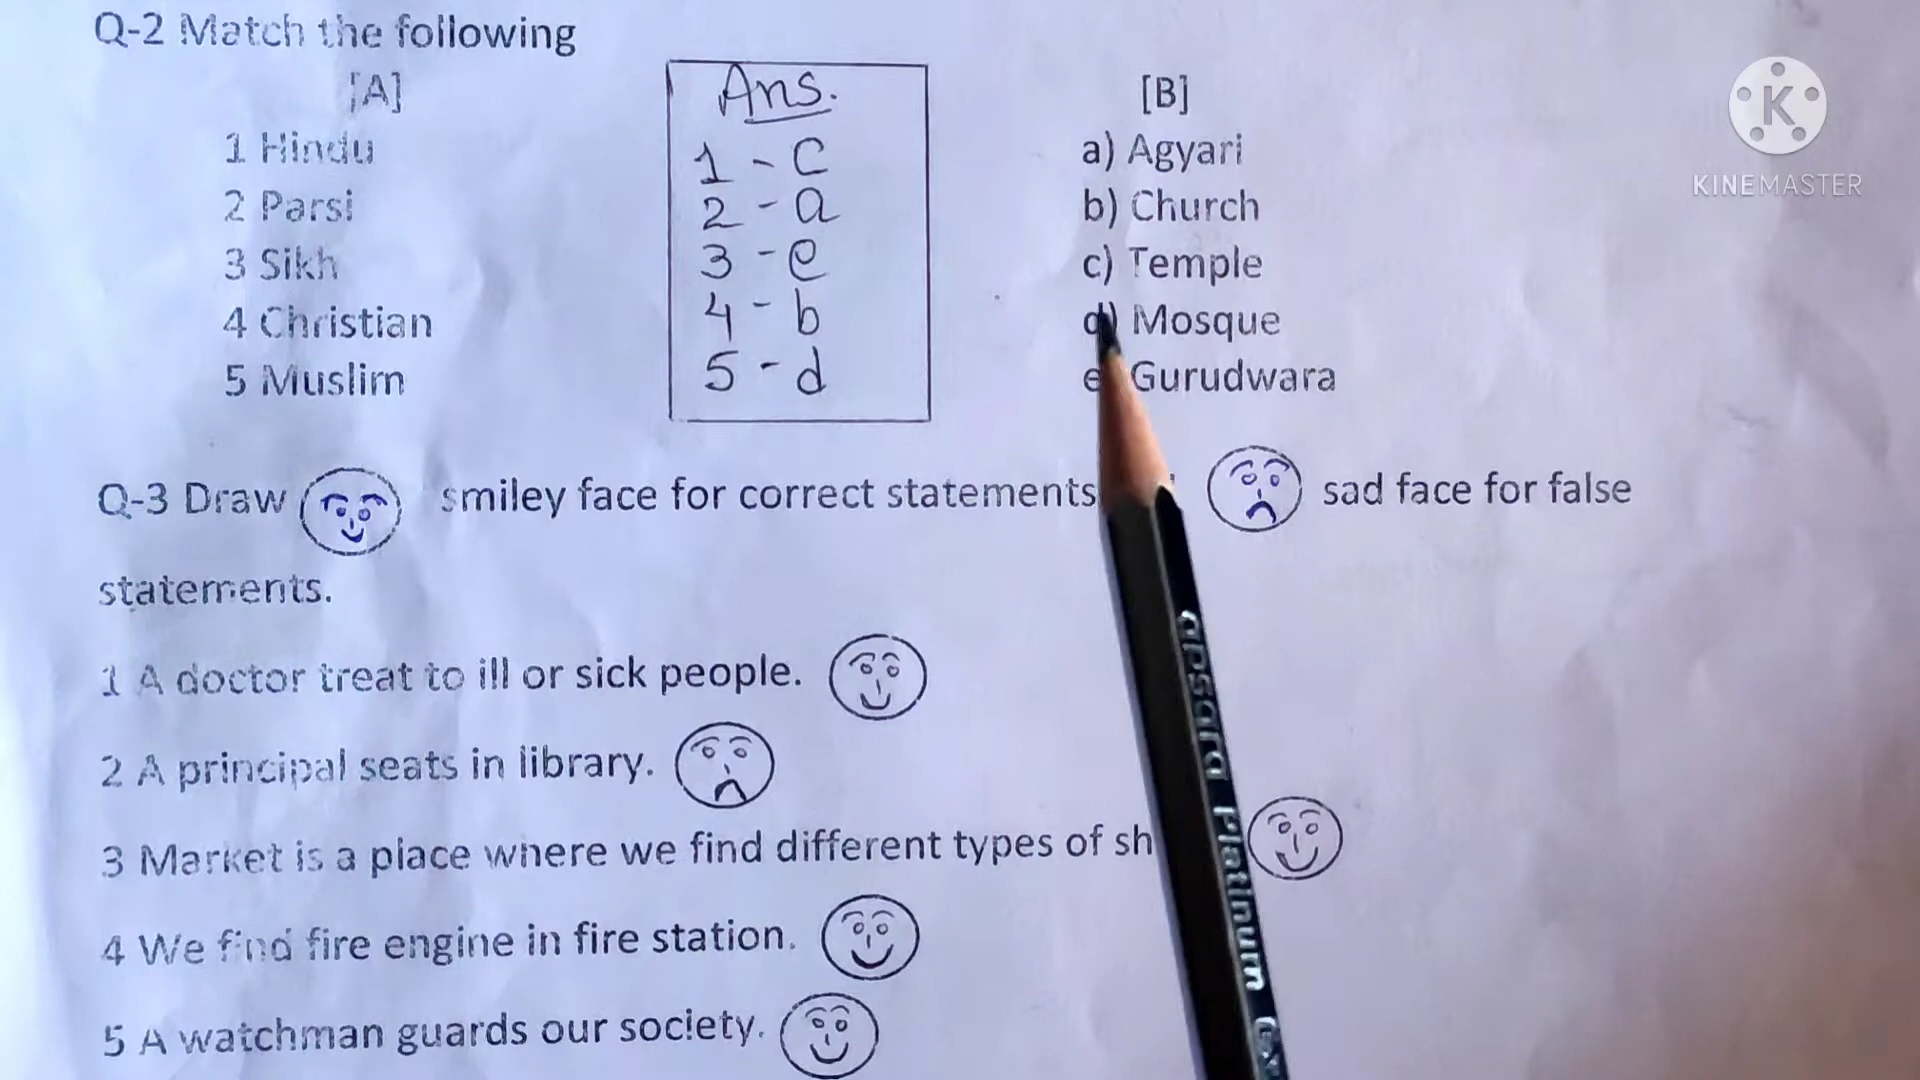 Q-2 Match the following
[A]
Ans.
[B]
1 Hindu
1 - C
a) Agyari
2 Parsi
2 - a
b) Church
3 Sikh
3 - e
c) Temple
4 Christian
4 - b
d) Mosque
5 Muslim
5 - d
e) Gurudwara
Q-3 Draw smiley face for correct statements sad face for false
statements.
1 A doctor treat to ill or sick people.
2 A principal seats in library.
3 Market is a place where we find different types of
4 We find fire engine in fire station.
5 A watchman guards our society.
apsara Platinum
K
KINEMASTER